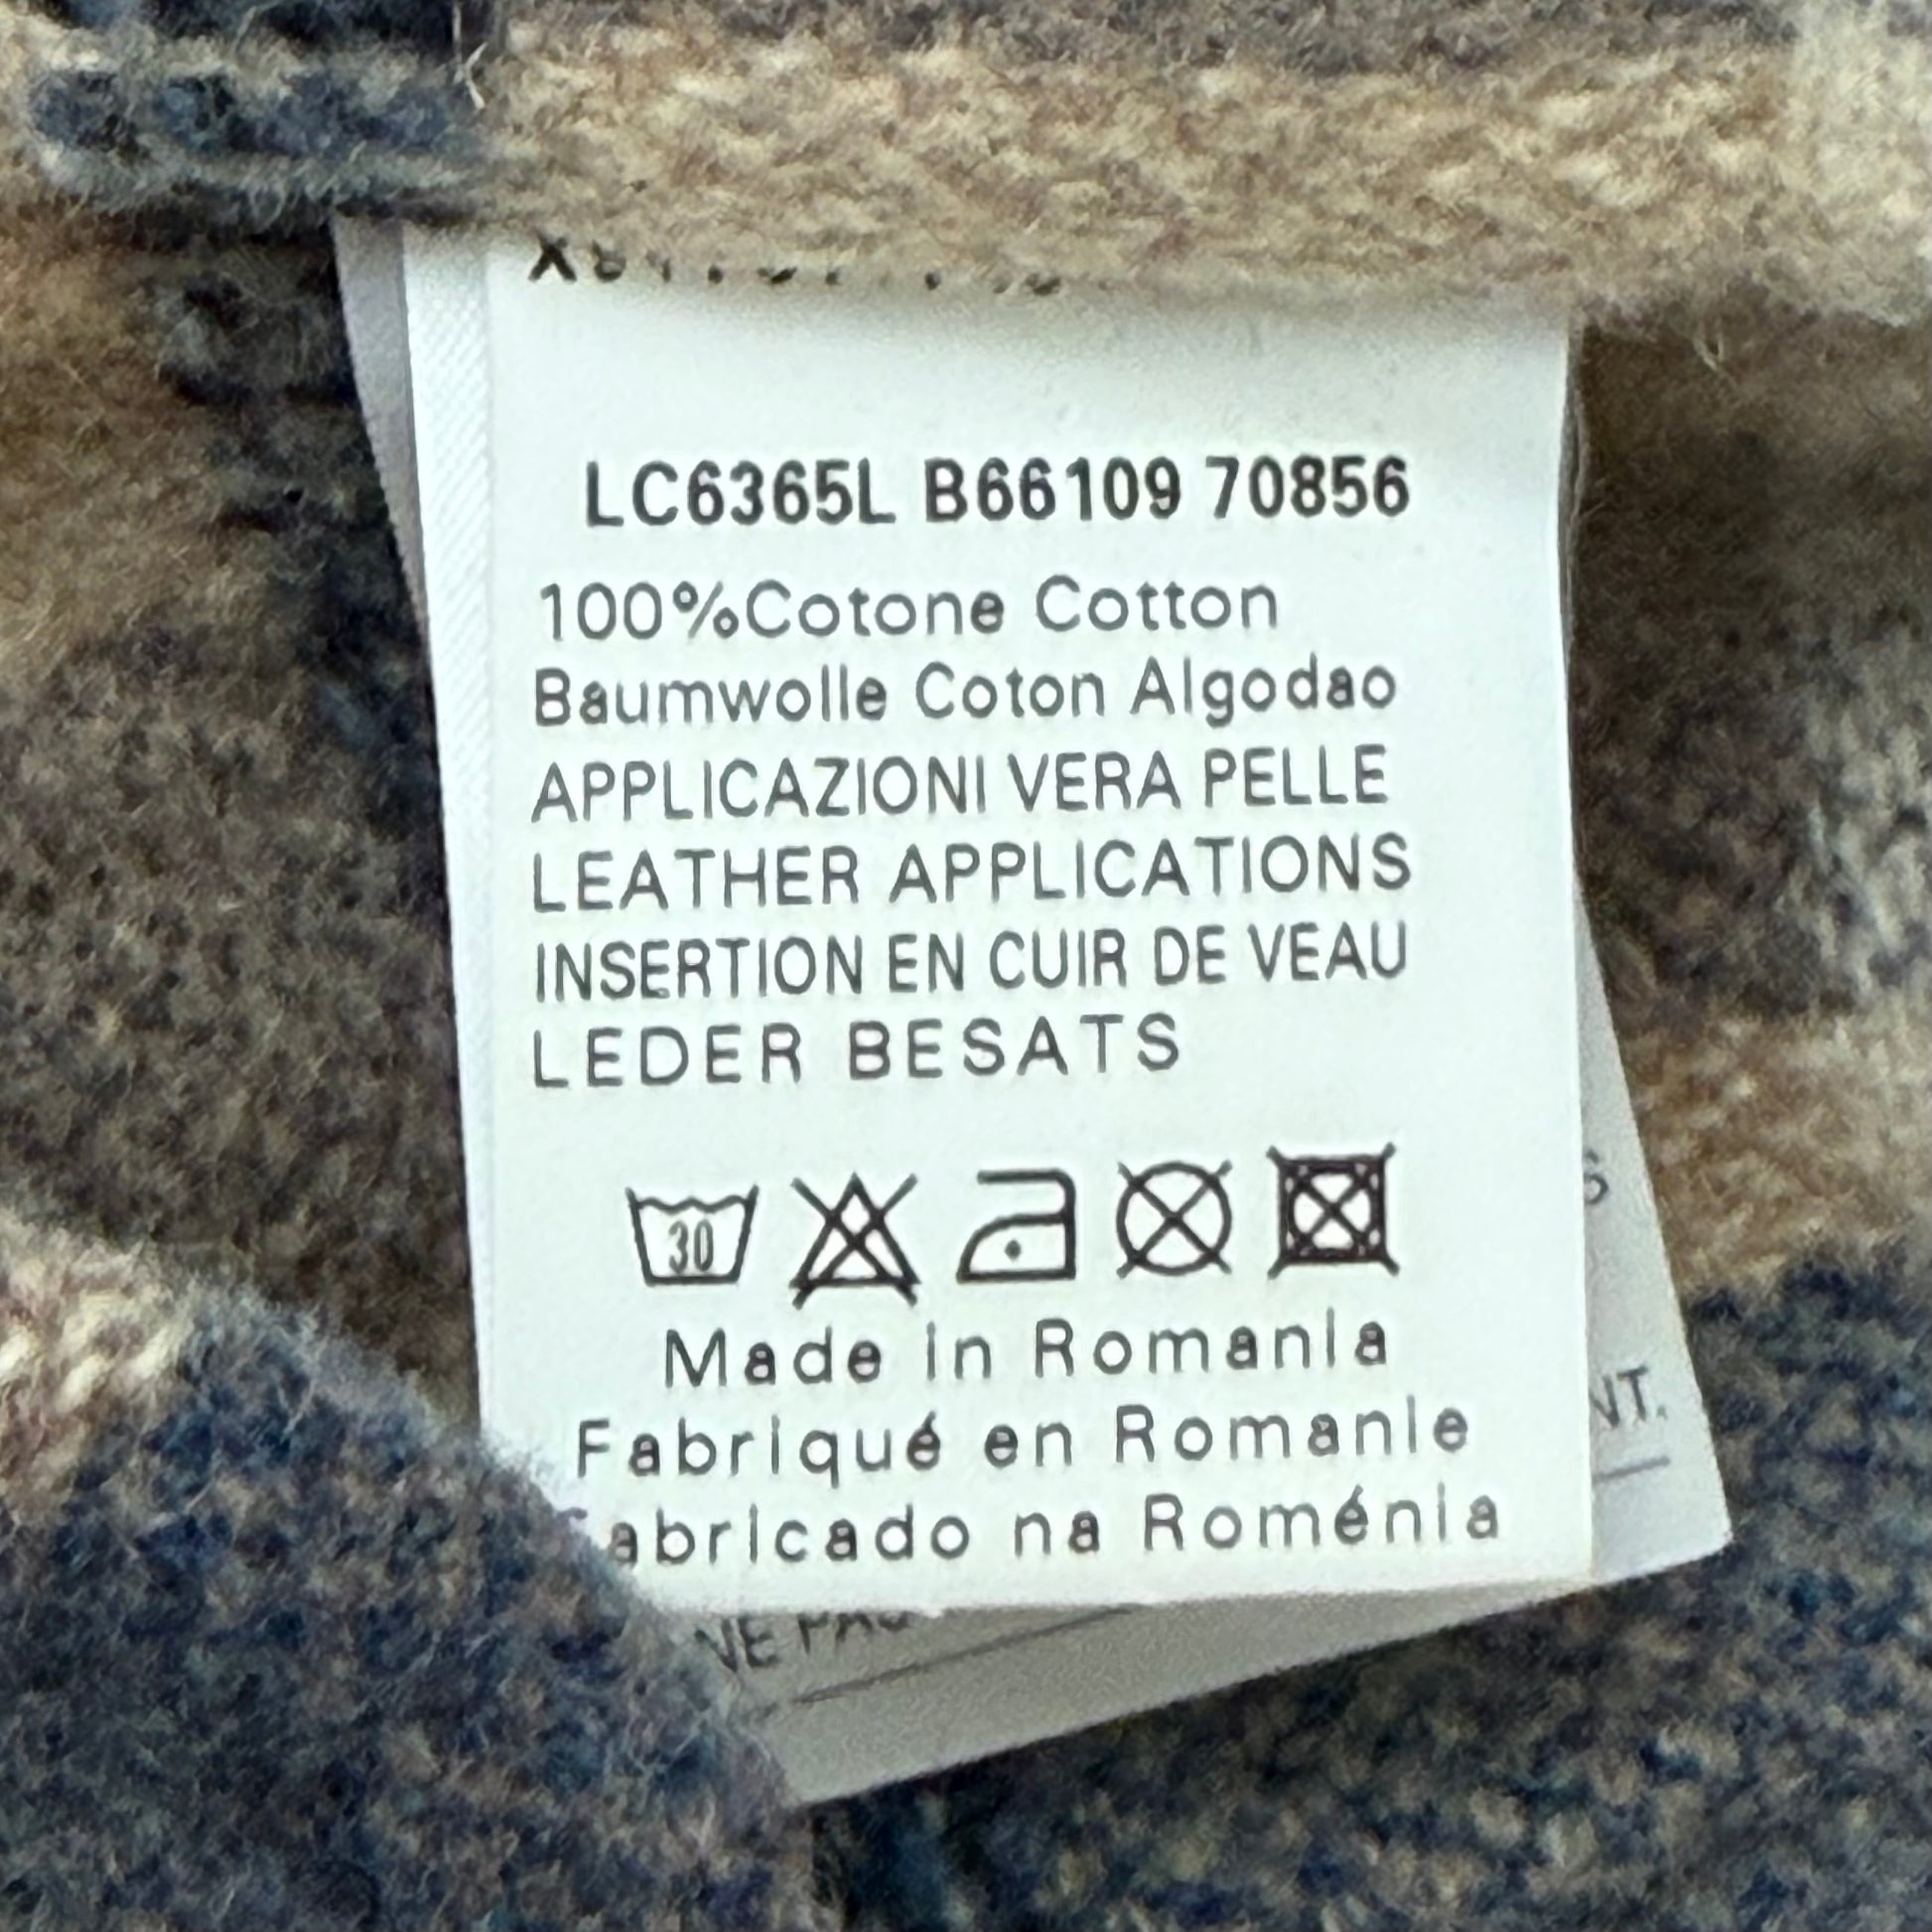 LC6365L B66109 70856
100%Cotone Cotton
Baumwolle Coton Algodao
APPLICAZIONI VERA PELLE
LEATHER APPLICATIONS
INSERTION EN CUIR DE VEAU
LEDER BESATS
30
Made in Romania
Fabriqué en Romanie
Fabricado na Roménia